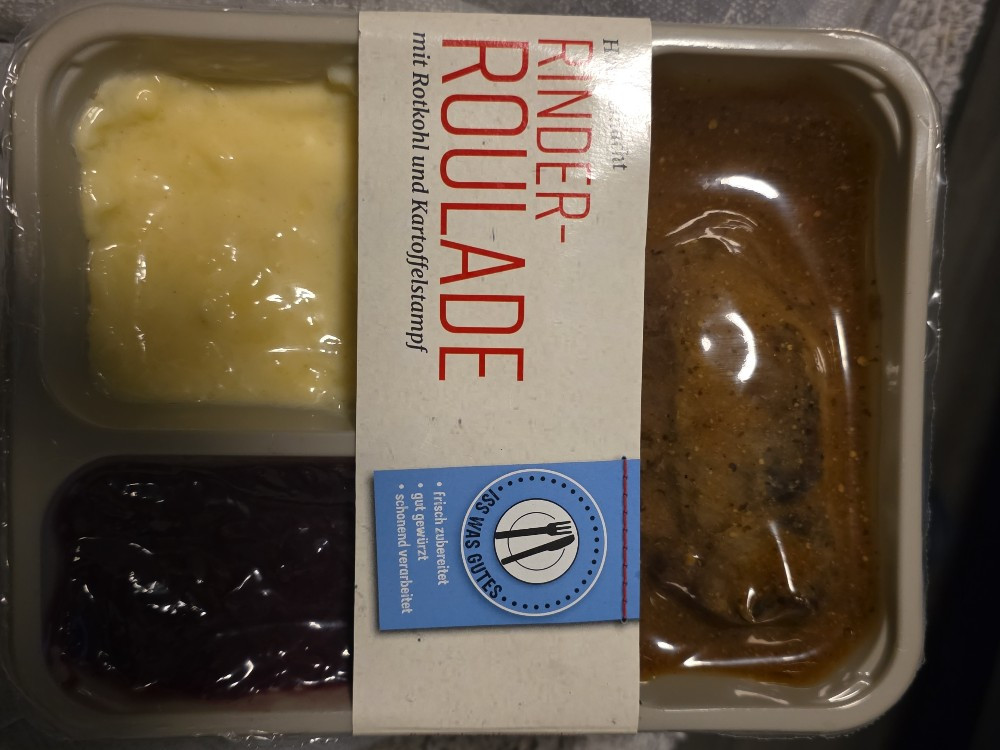 RINDER-
ROULADE
mit Rotkohl und Kartoffelstampf
ISS WAS GUTES
• frisch zubereitet
• gut gewürzt
• schonend verarbeitet